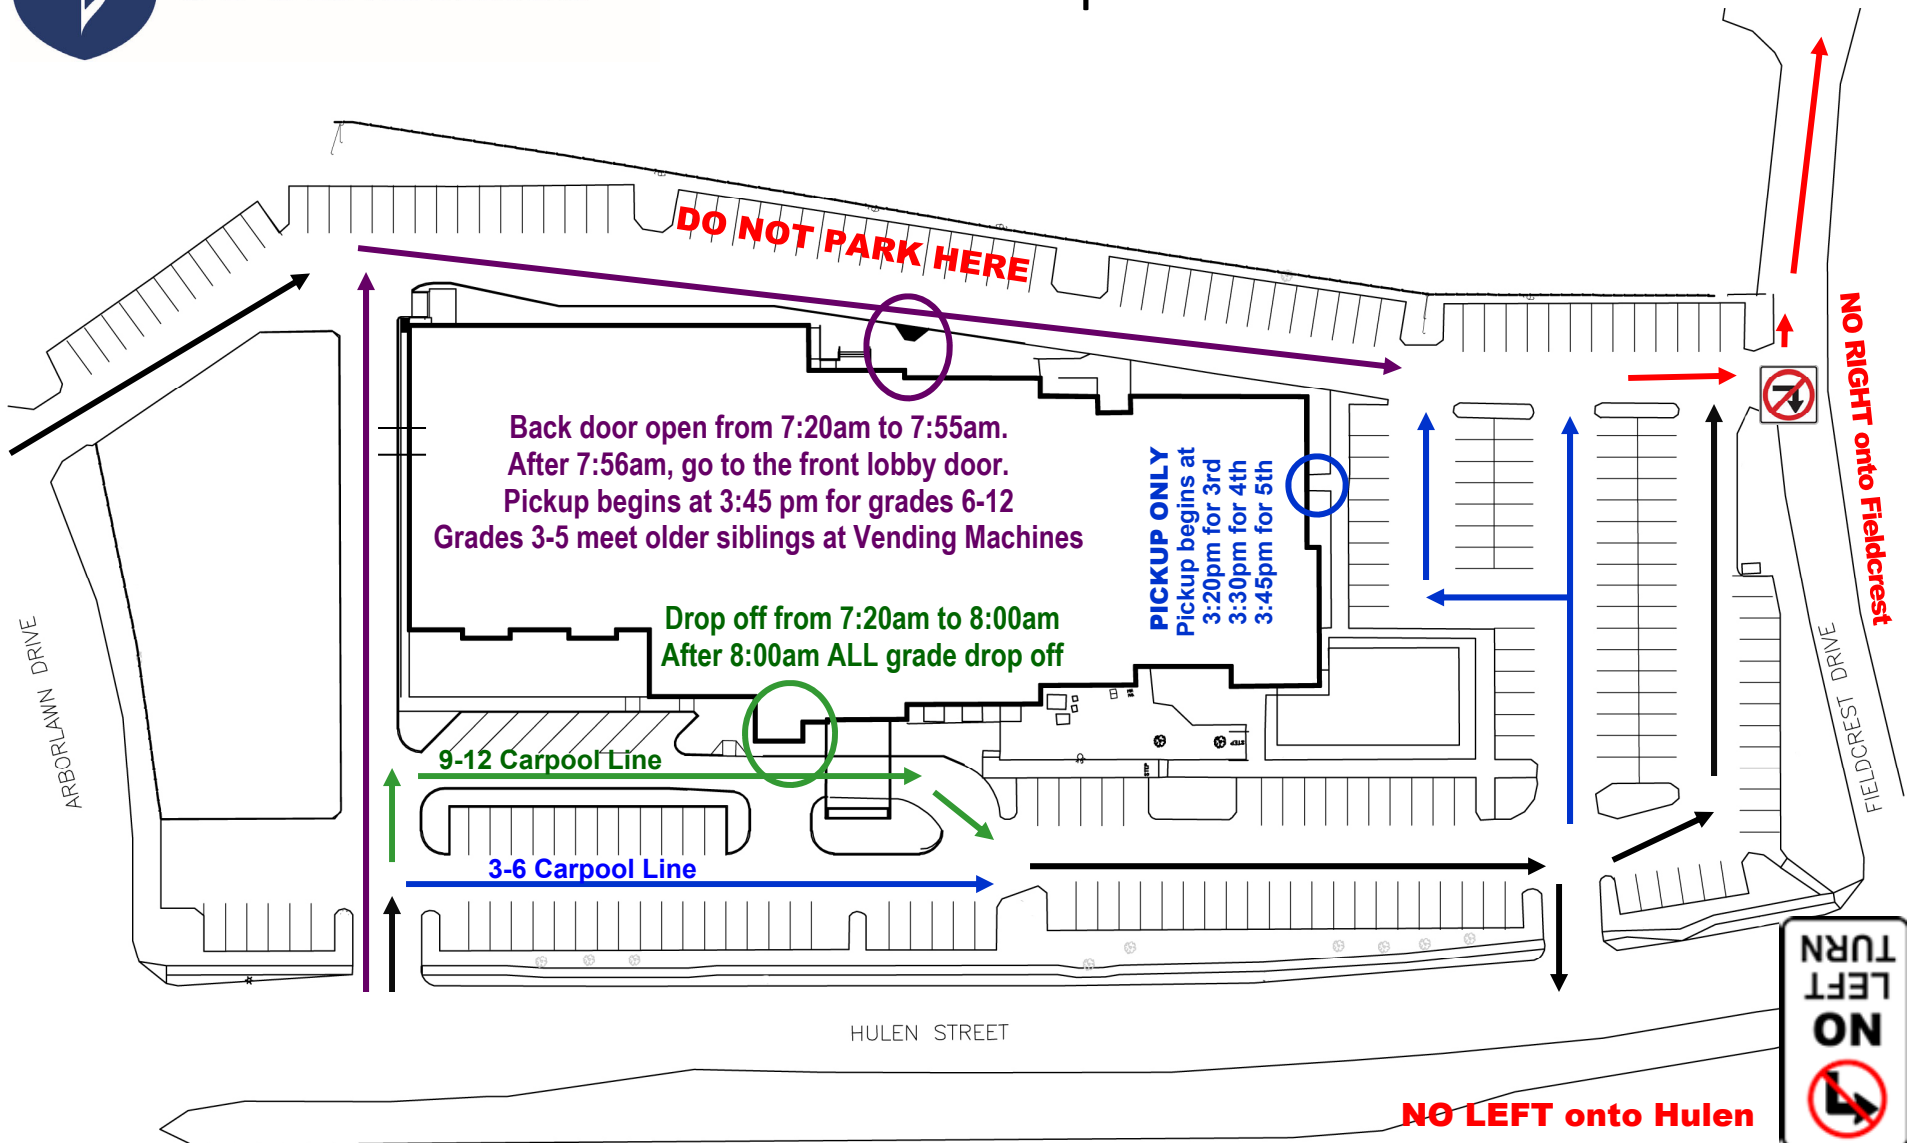 DO NOT PARK HERE
NO RIGHT onto Fieldcrest
Back door open from 7:20am to 7:55am.
After 7:56am, go to the front lobby door.
Pickup begins at 3:45 pm for grades 6-12
Grades 3-5 meet older siblings at Vending Machines
PICKUP ONLY
Pickup begins at
3:20pm for 3rd
3:30pm for 4th
3:45pm for 5th
Drop off from 7:20am to 8:00am
After 8:00am ALL grade drop off
ARBORLAWN DRIVE
FIELDCREST DRIVE
STEP
STEP
9-12 Carpool Line
3-6 Carpool Line
HULEN STREET
NO
LEFT
TURN
NO LEFT onto Hulen